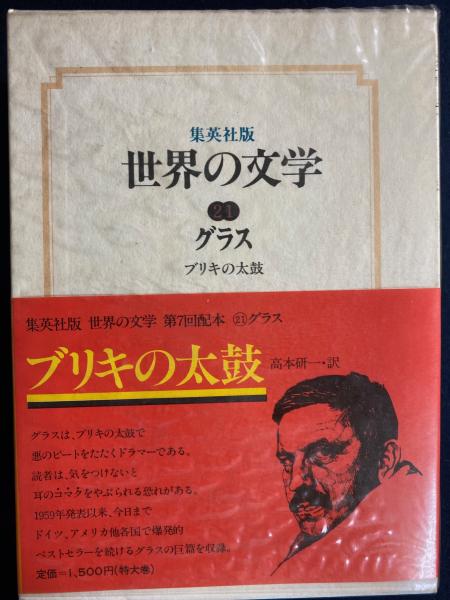 集英社版
世界の文学
21
グラス
ブリキの太鼓
集英社版 世界の文学 第7回配本 ㉑グラス
ブリキの太鼓 高本研一・訳
グラスは、ブリキの太鼓で
悪のビートをたたくドラマーである。
読者は、気をつけないと
耳のコマクをやぶられる恐れがある。
1959年発表以来、今日まで
ドイツ、アメリカ他各国で爆発的
ベストセラーを続けるグラスの巨篇を収録。
定価=1,500円(特大巻)